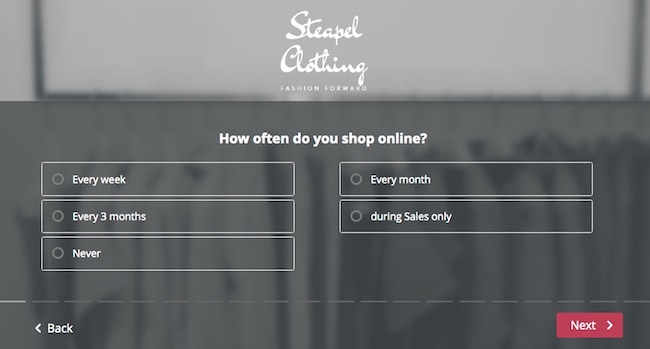 Steapel
Clothing
FASHION FORWARD
How often do you shop online?
Every week
Every month
Every 3 months
during Sales only
Never
Back
Next